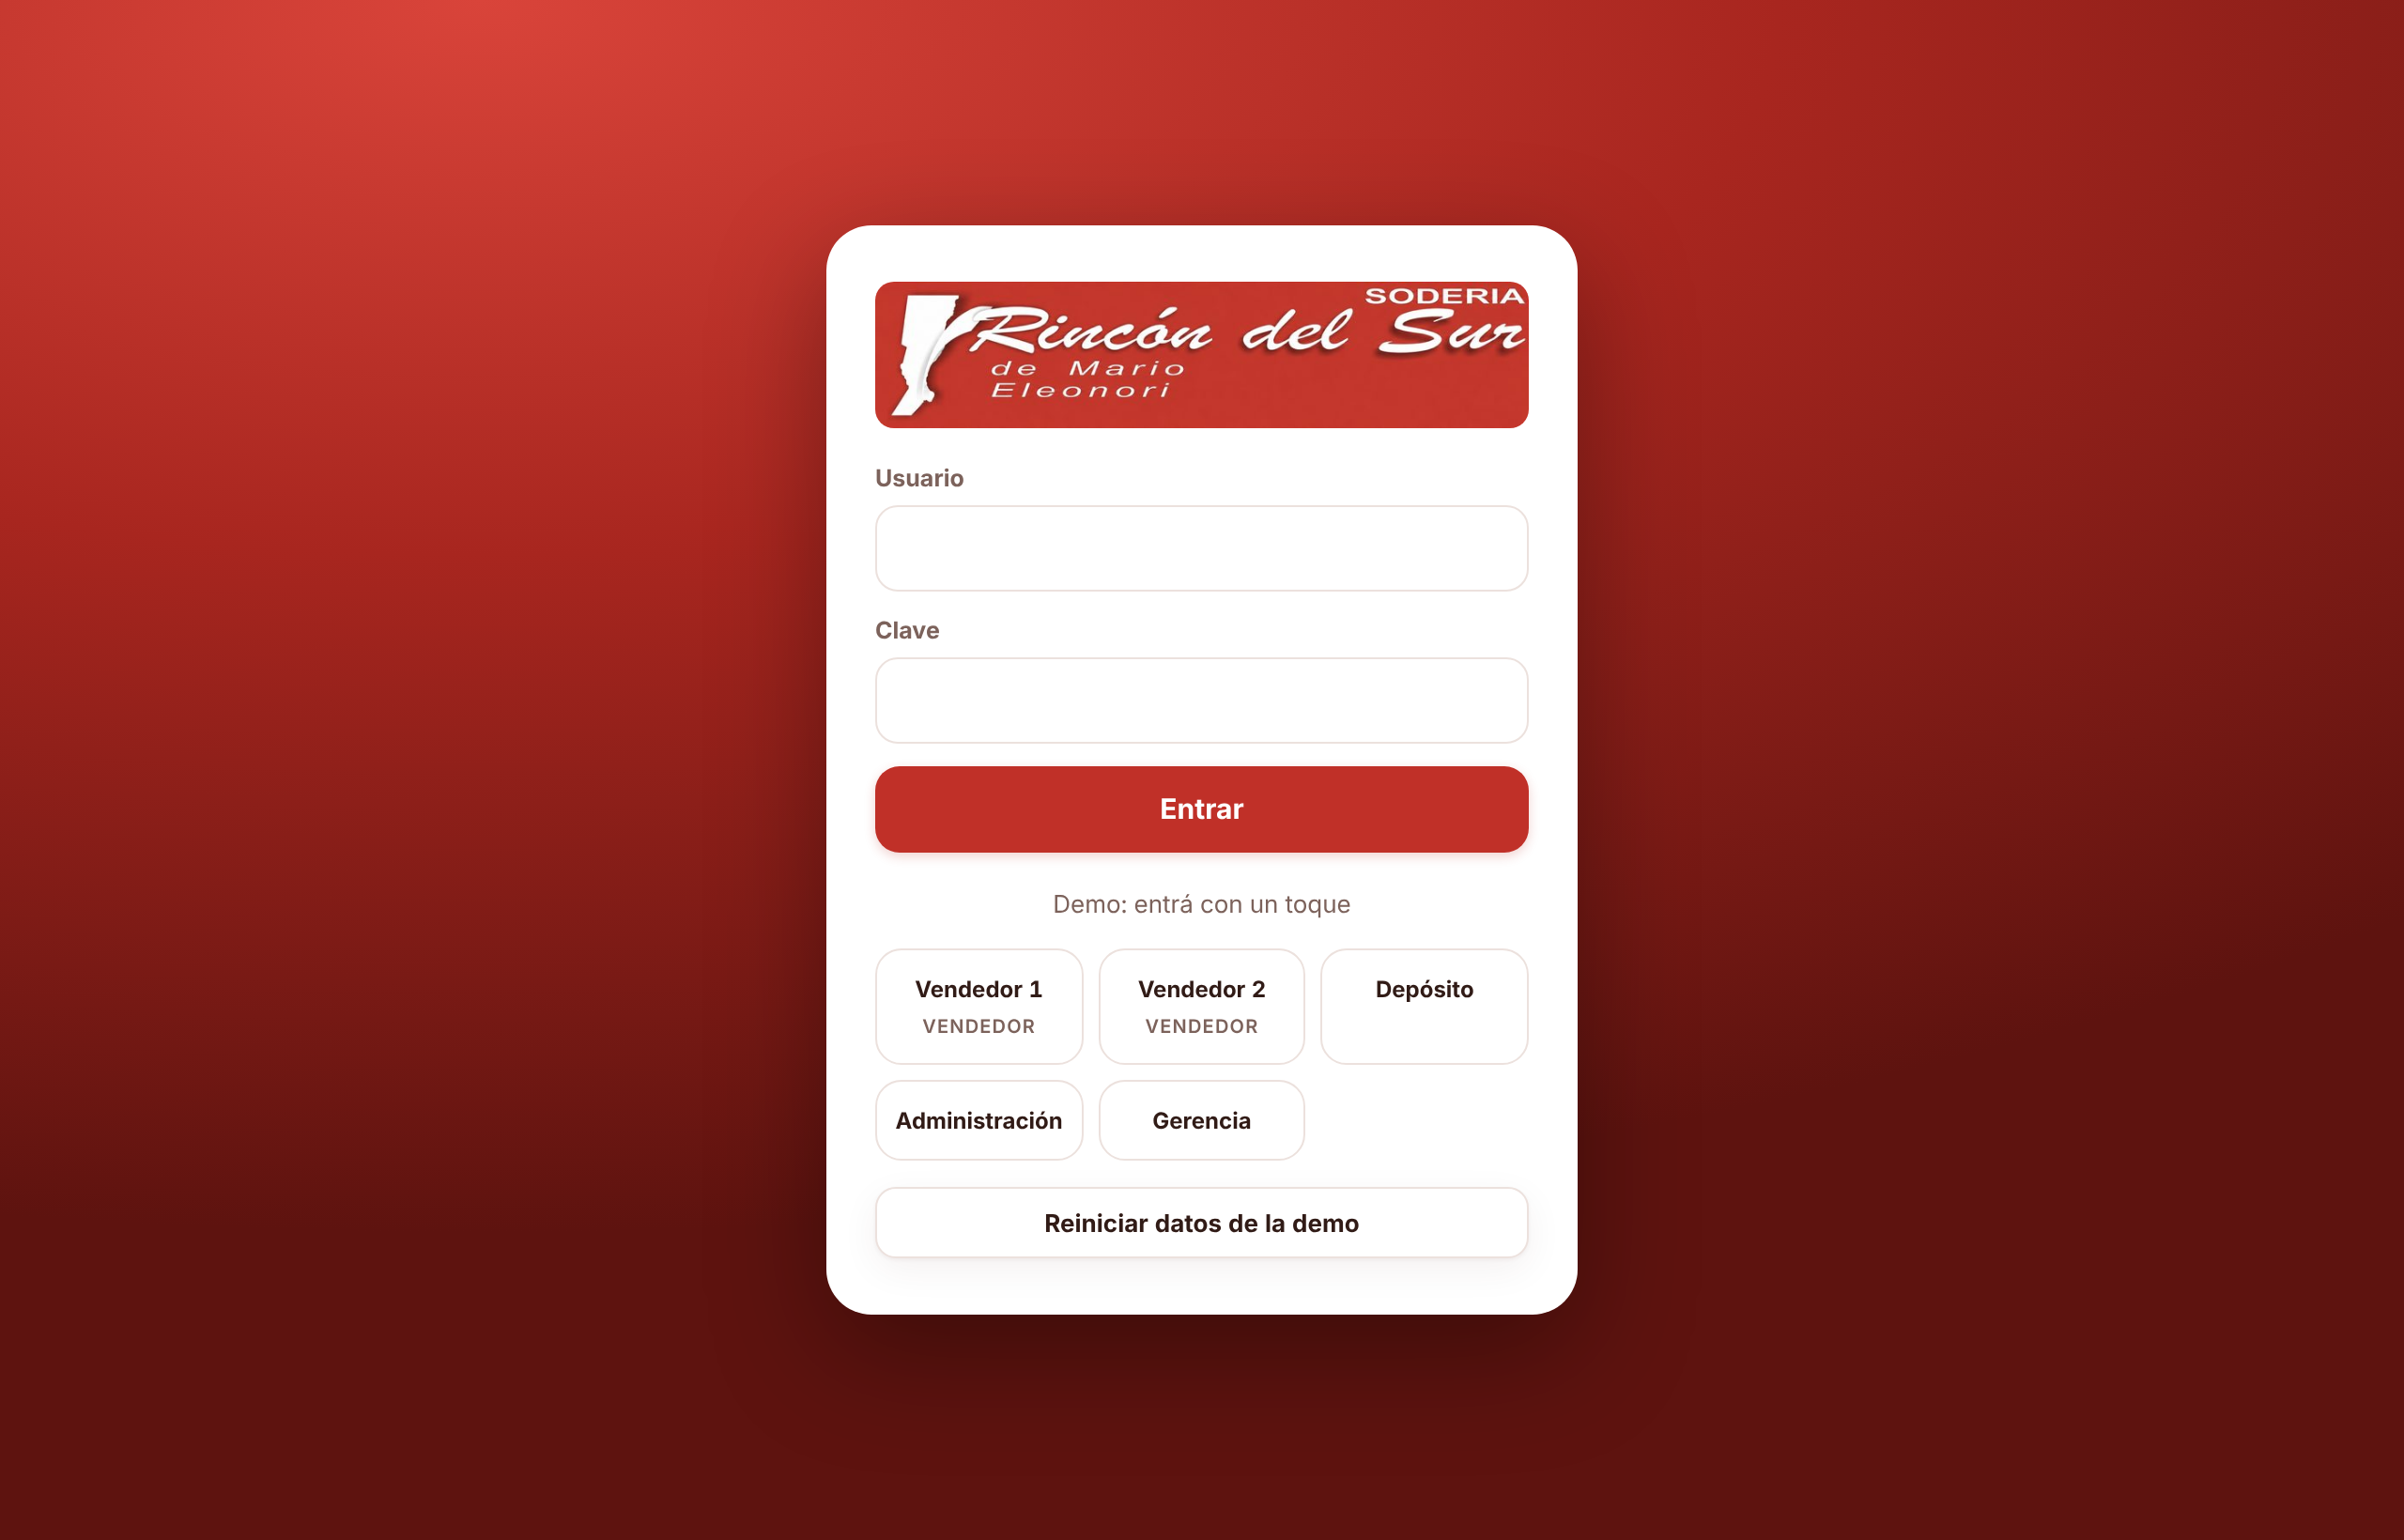 SODERIA
Rincón del Sur
de Mario
Eleonori
Usuario
Clave
Entrar
Demo: entrá con un toque
Vendedor 1
VENDEDOR
Vendedor 2
VENDEDOR
Depósito
Administración
Gerencia
Reiniciar datos de la demo